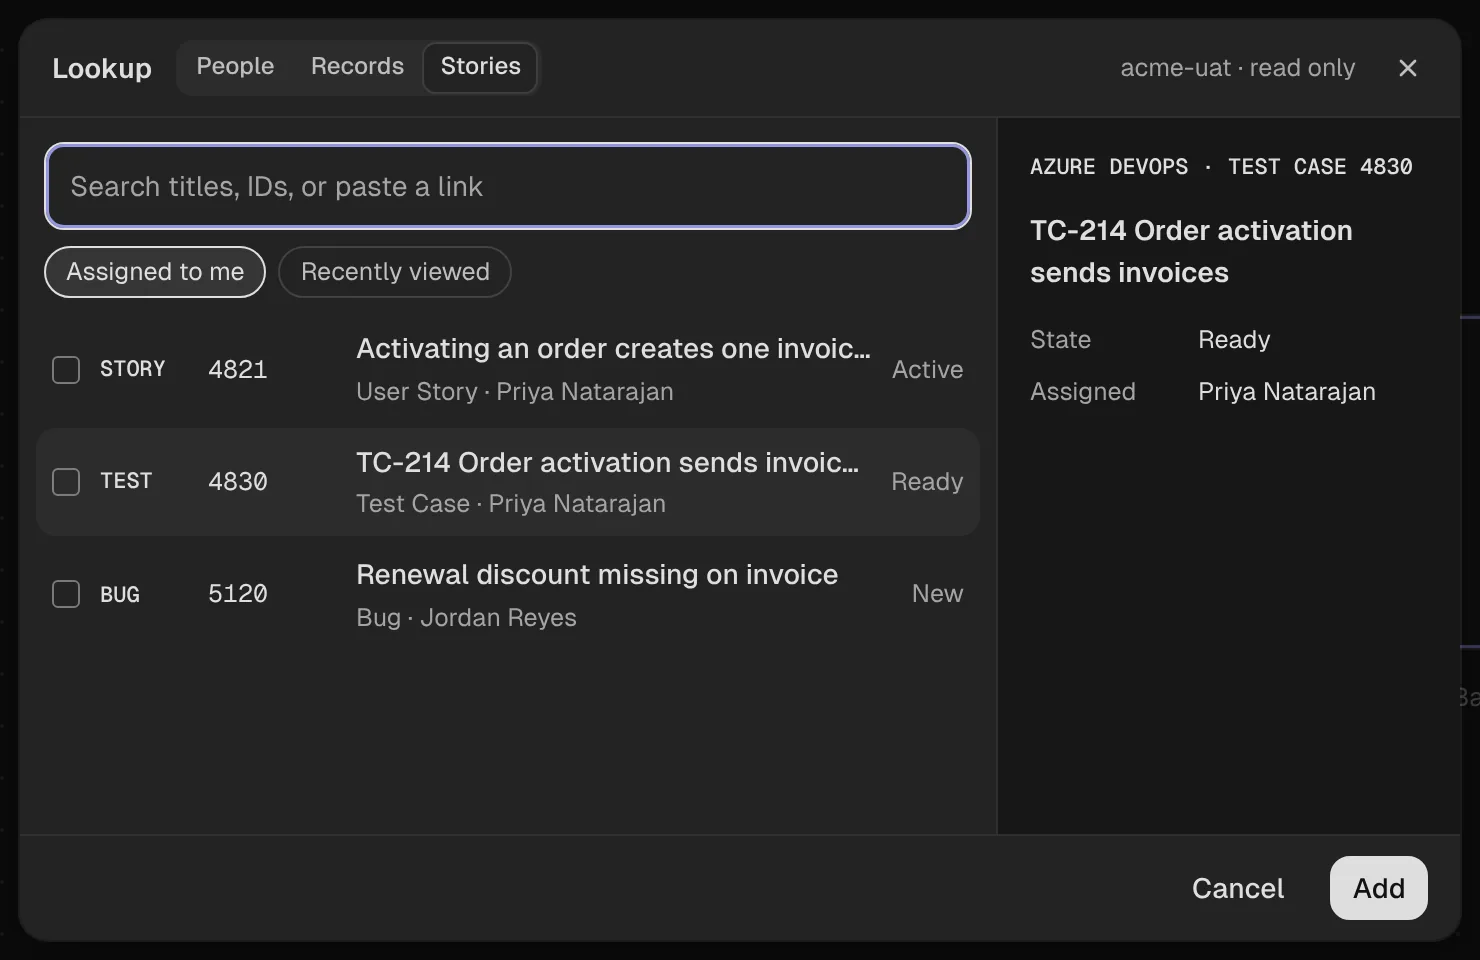 Lookup People Records Stories acme-uat · read only
Search titles, IDs, or paste a link
Assigned to me Recently viewed
STORY 4821 Activating an order creates one invoic… Active
User Story · Priya Natarajan
TEST 4830 TC-214 Order activation sends invoic… Ready
Test Case · Priya Natarajan
BUG 5120 Renewal discount missing on invoice New
Bug · Jordan Reyes
AZURE DEVOPS · TEST CASE 4830
TC-214 Order activation
sends invoices
State Ready
Assigned Priya Natarajan
Cancel Add